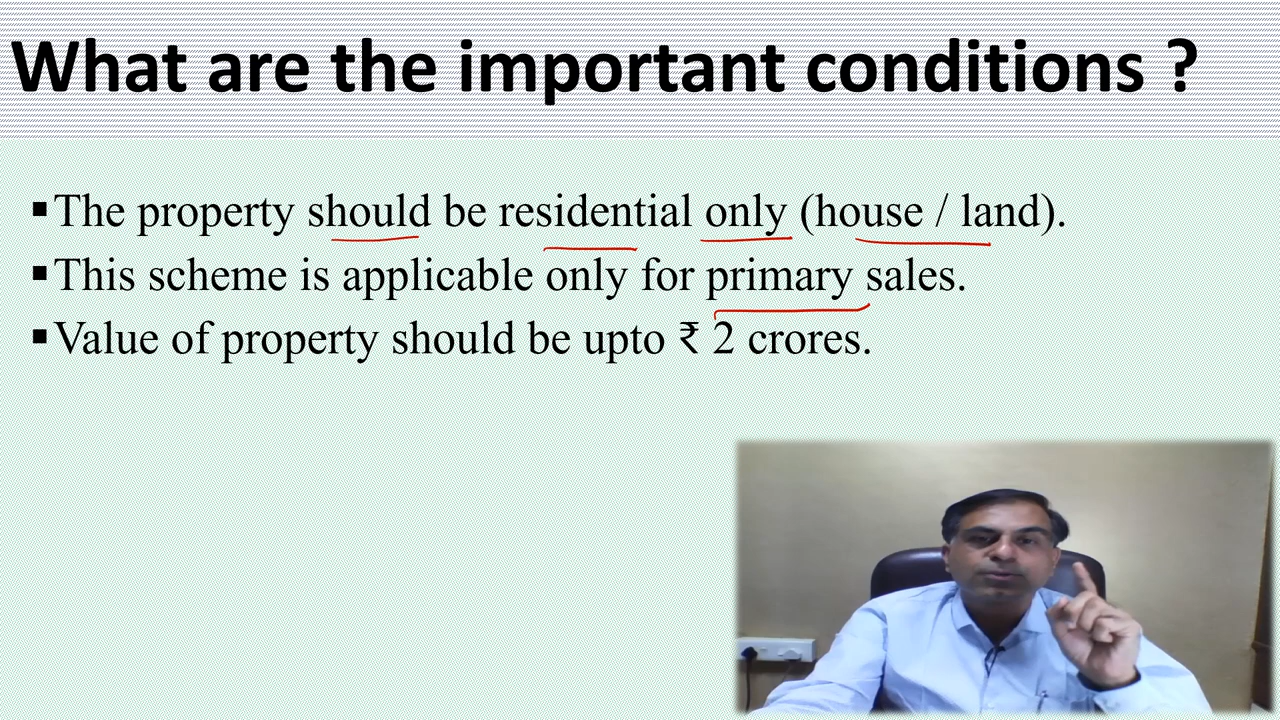 What are the important conditions ?
▪The property should be residential only (house / land).
▪This scheme is applicable only for primary sales.
▪Value of property should be upto ₹ 2 crores.